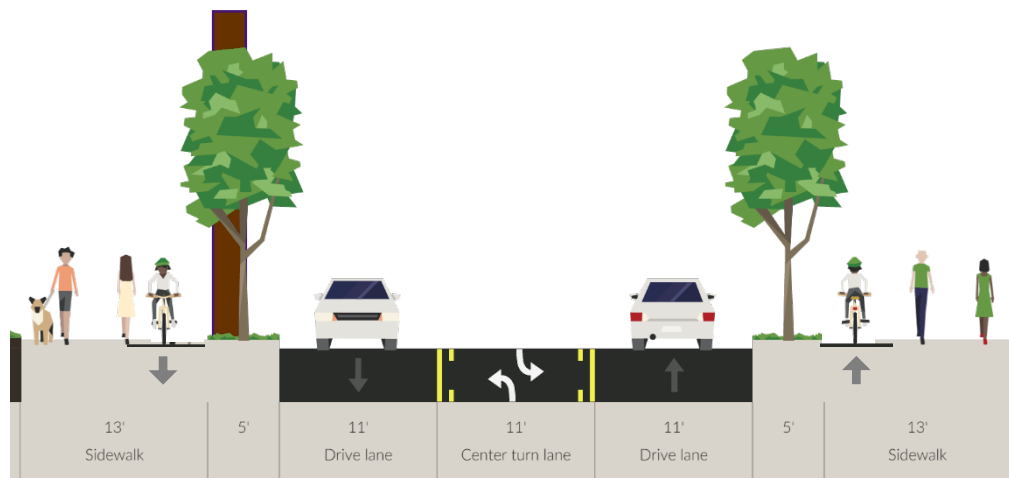 13' 5' 11' 11' 11' 5' 13'
Sidewalk Drive lane Center turn lane Drive lane Sidewalk